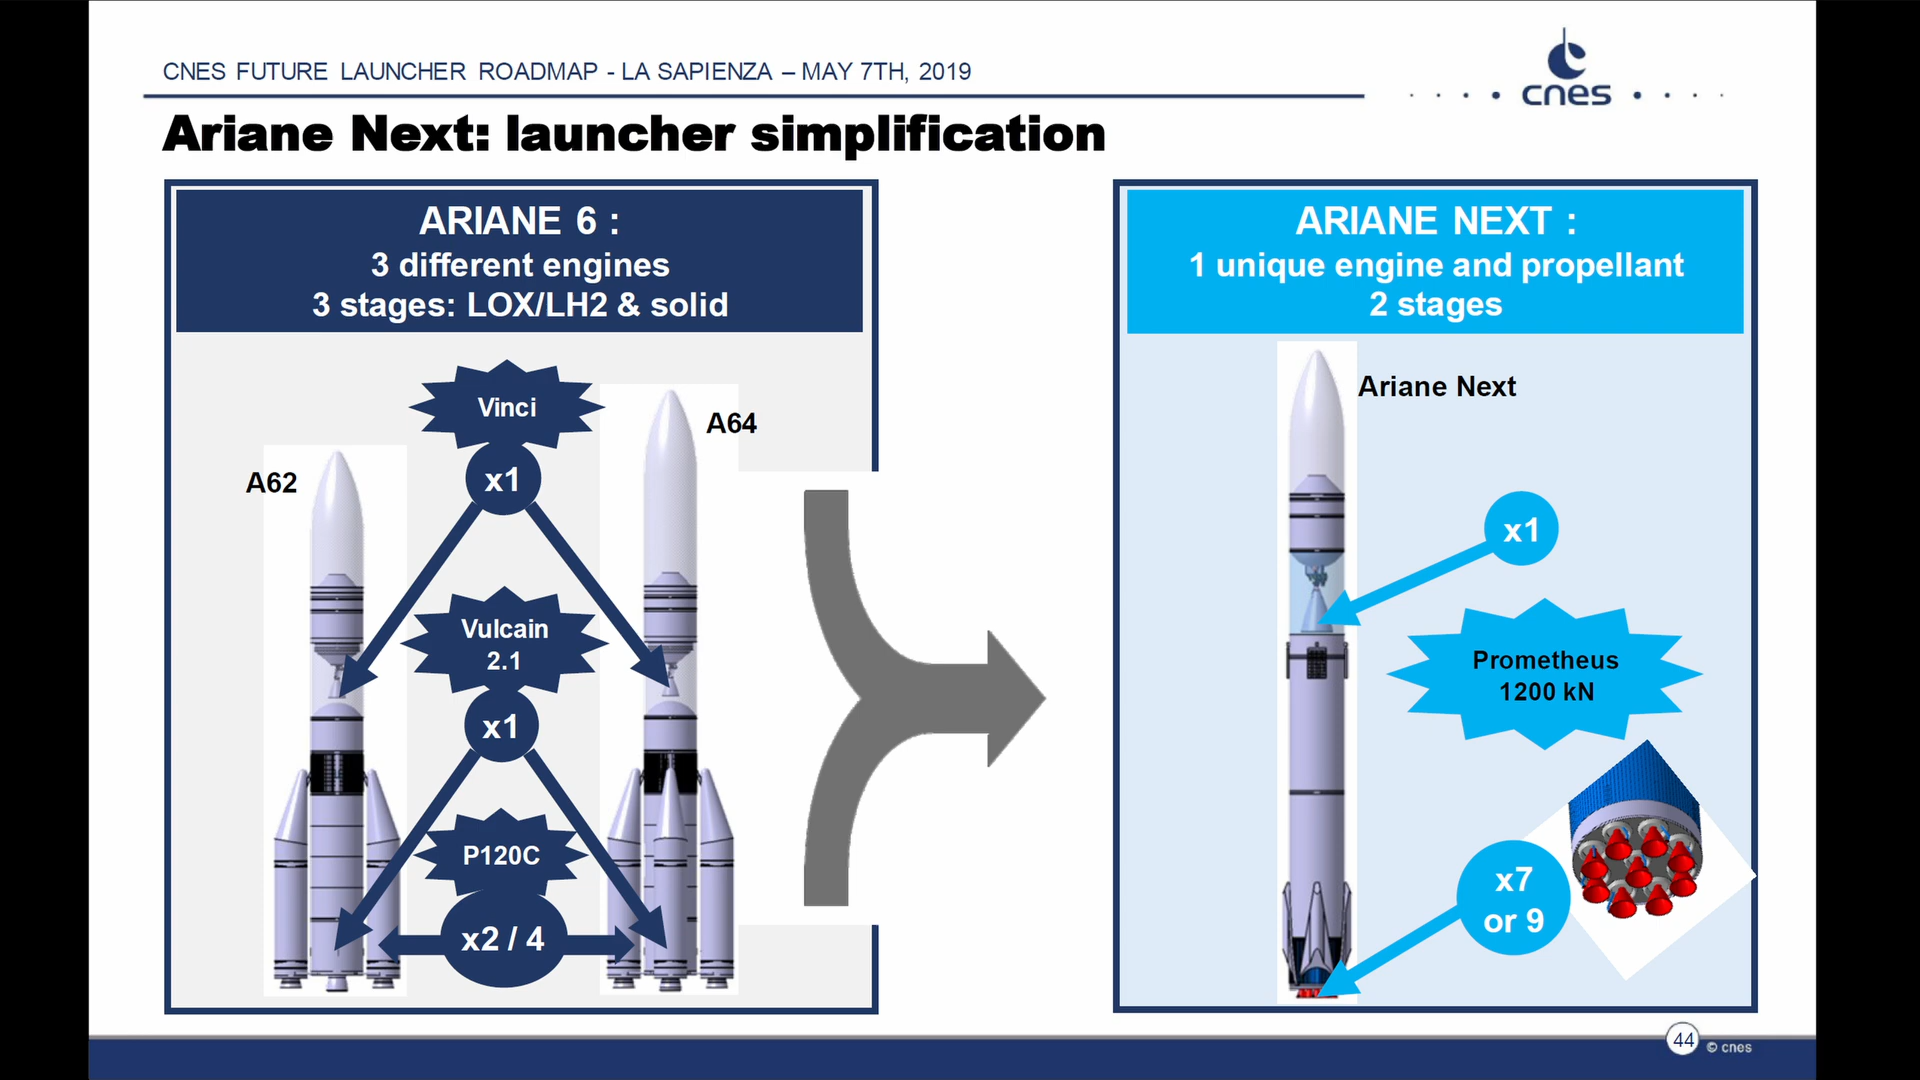 CNES FUTURE LAUNCHER ROADMAP - LA SAPIENZA – MAY 7TH, 2019
cnes
Ariane Next: launcher simplification
ARIANE 6 :
3 different engines
3 stages: LOX/LH2 & solid
Vinci
x1
A62
A64
Vulcain
2.1
x1
P120C
x2 / 4
ARIANE NEXT :
1 unique engine and propellant
2 stages
Ariane Next
x1
Prometheus
1200 kN
x7
or 9
44
© cnes